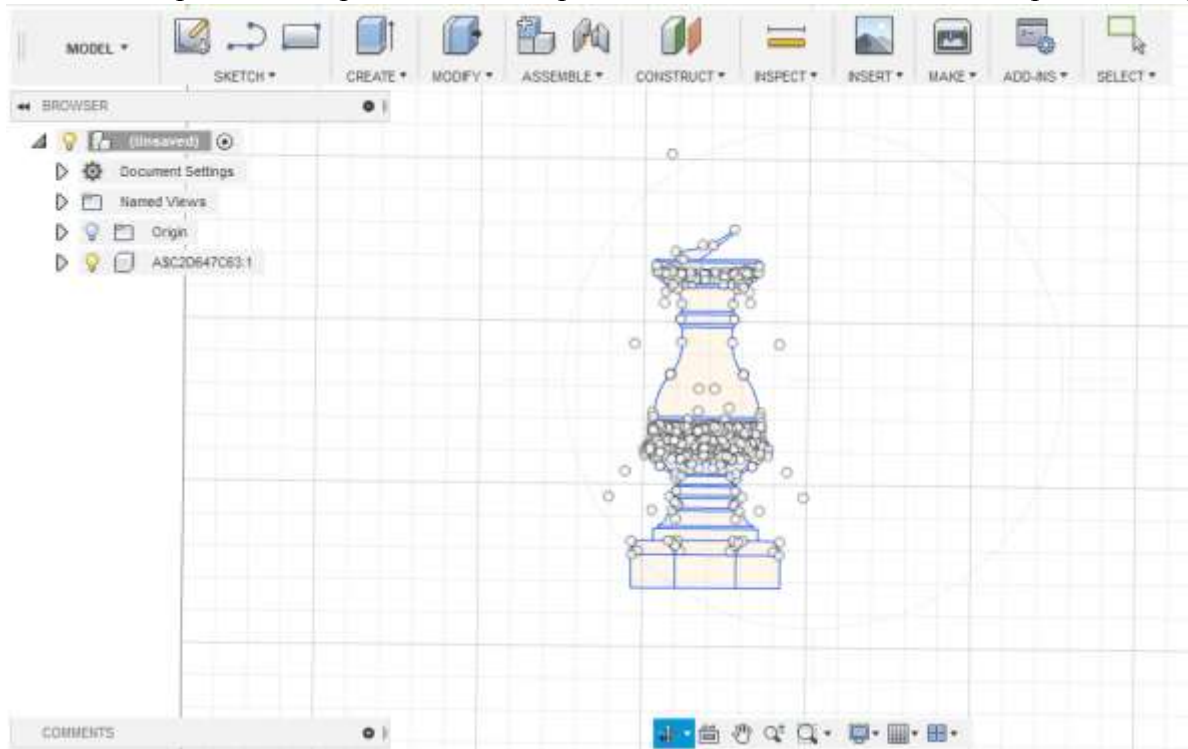 MODEL
SKETCH CREATE MODIFY ASSEMBLE CONSTRUCT INSPECT INSERT MAKE ADD-INS SELECT
BROWSER
(Unsaved)
Document Settings
Named Views
Origin
A$C2D647C63:1
COMMENTS